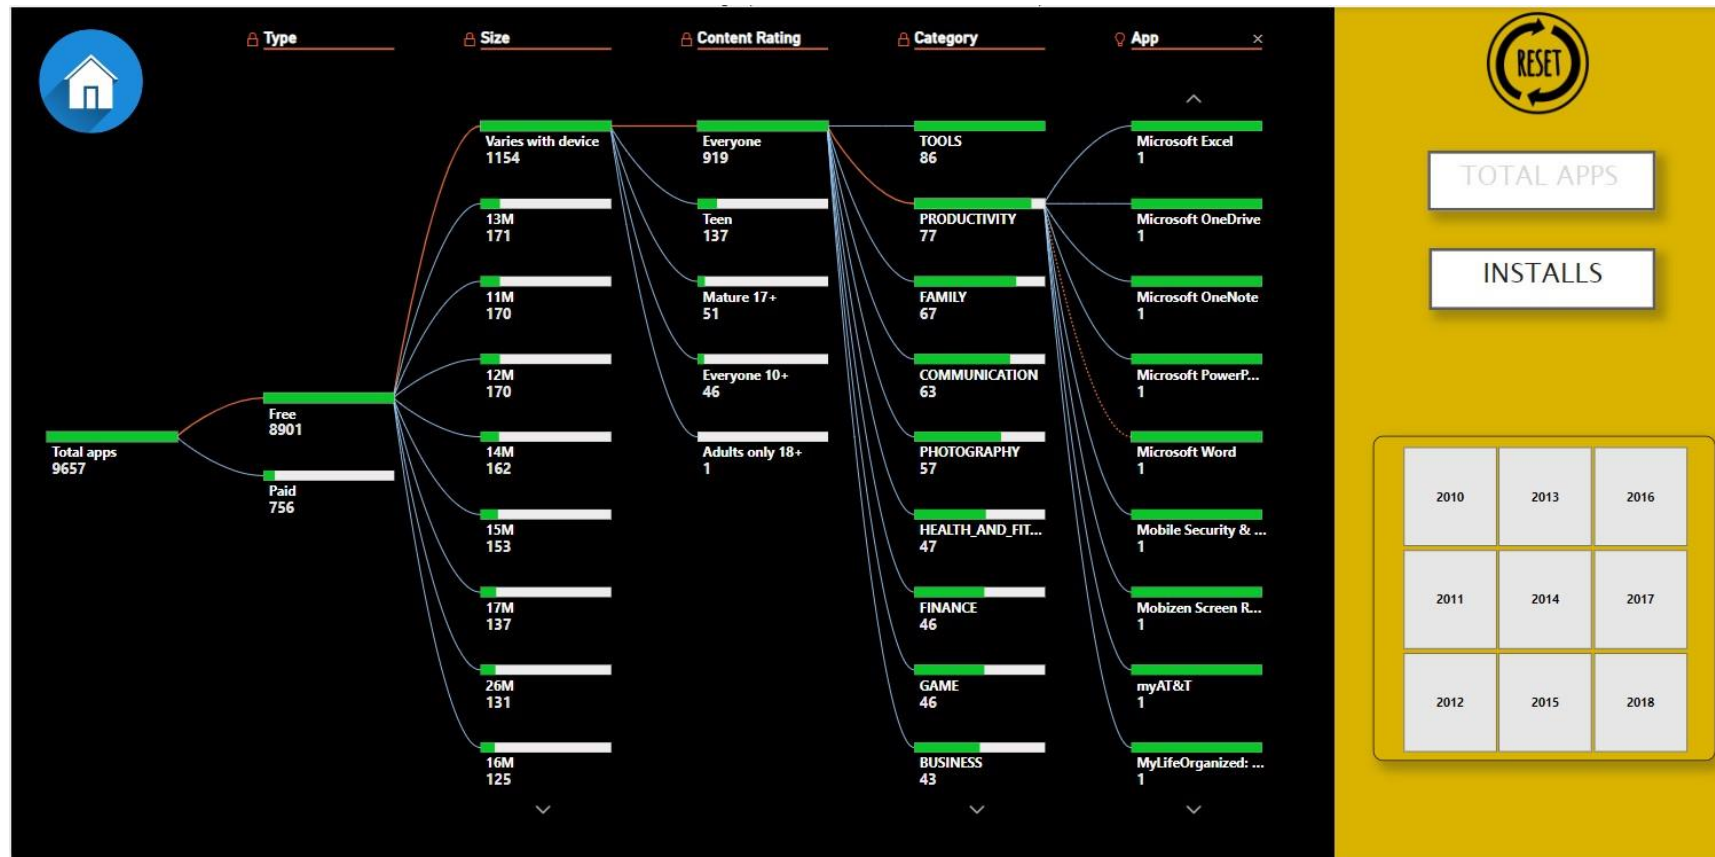 Type
Size
Content Rating
Category
App
Total apps
9657
Free
8901
Paid
756
Varies with device
1154
13M
171
11M
170
12M
170
14M
162
15M
153
17M
137
26M
131
16M
125
Everyone
919
Teen
137
Mature 17+
51
Everyone 10+
46
Adults only 18+
1
TOOLS
86
PRODUCTIVITY
77
FAMILY
67
COMMUNICATION
63
PHOTOGRAPHY
57
HEALTH_AND_FIT...
47
FINANCE
46
GAME
46
BUSINESS
43
Microsoft Excel
1
Microsoft OneDrive
1
Microsoft OneNote
1
Microsoft PowerP...
1
Microsoft Word
1
Mobile Security & ...
1
Mobizen Screen R...
1
myAT&T
1
MyLifeOrganized: ...
1
RESET
TOTAL APPS
INSTALLS
2010 2013 2016
2011 2014 2017
2012 2015 2018